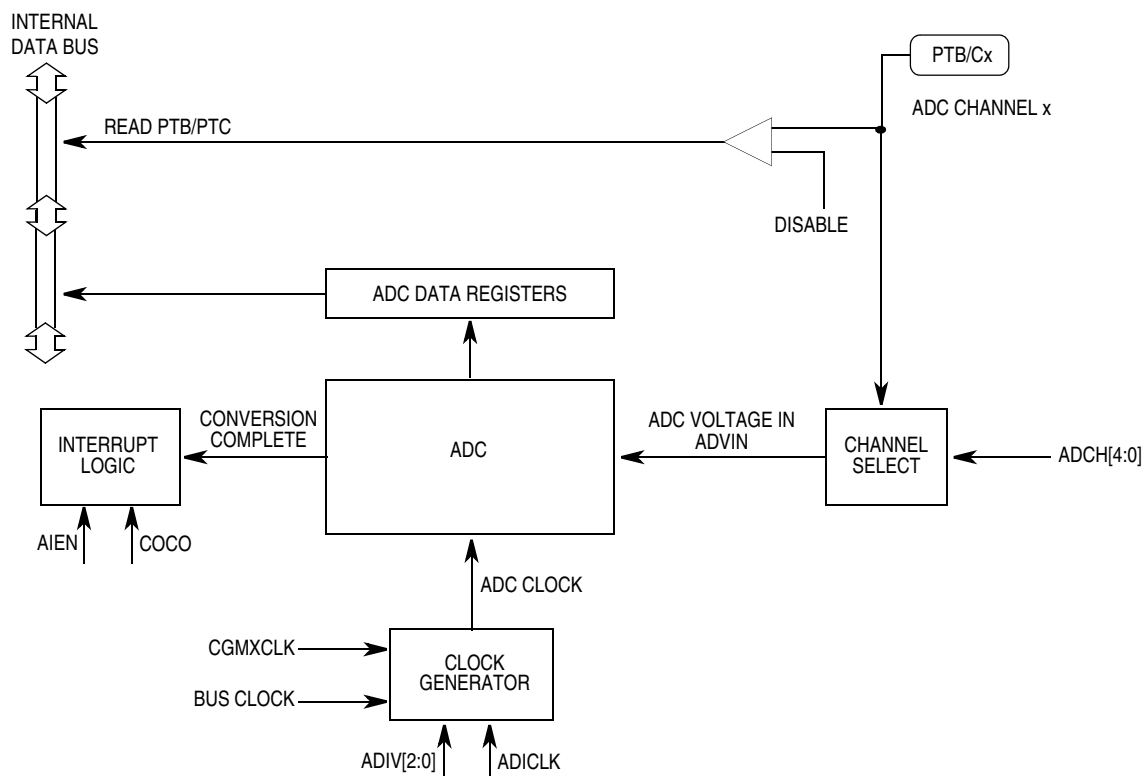 INTERNAL
DATA BUS
PTB/Cx
ADC CHANNEL x
READ PTB/PTC
DISABLE
ADC DATA REGISTERS
CONVERSION
COMPLETE
INTERRUPT
LOGIC
ADC
ADC VOLTAGE IN
ADVIN
CHANNEL
SELECT
ADCH[4:0]
AIEN
COCO
ADC CLOCK
CGMXCLK
CLOCK
GENERATOR
BUS CLOCK
ADIV[2:0]
ADICLK